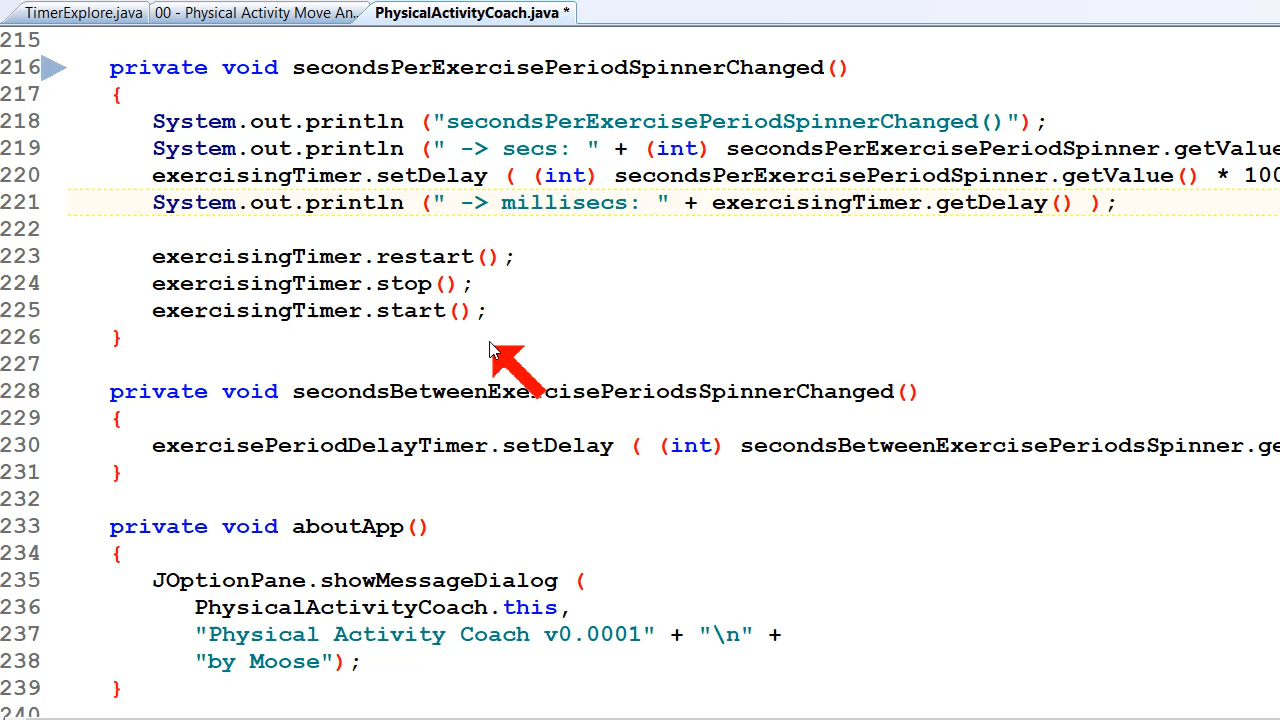 TimerExplore.java 00 - Physical Activity Move An... PhysicalActivityCoach.java *
215
216 private void secondsPerExercisePeriodSpinnerChanged()
217 {
218 System.out.println ("secondsPerExercisePeriodSpinnerChanged()");
219 System.out.println (" -> secs: " + (int) secondsPerExercisePeriodSpinner.getValue
220 exercisingTimer.setDelay ( (int) secondsPerExercisePeriodSpinner.getValue() * 100
221 System.out.println (" -> millisecs: " + exercisingTimer.getDelay() );
222
223 exercisingTimer.restart();
224 exercisingTimer.stop();
225 exercisingTimer.start();
226 }
227
228 private void secondsBetweenExercisePeriodsSpinnerChanged()
229 {
230 exercisePeriodDelayTimer.setDelay ( (int) secondsBetweenExercisePeriodsSpinner.ge
231 }
232
233 private void aboutApp()
234 {
235 JOptionPane.showMessageDialog (
236 PhysicalActivityCoach.this,
237 "Physical Activity Coach v0.0001" + "\n" +
238 "by Moose");
239 }
240